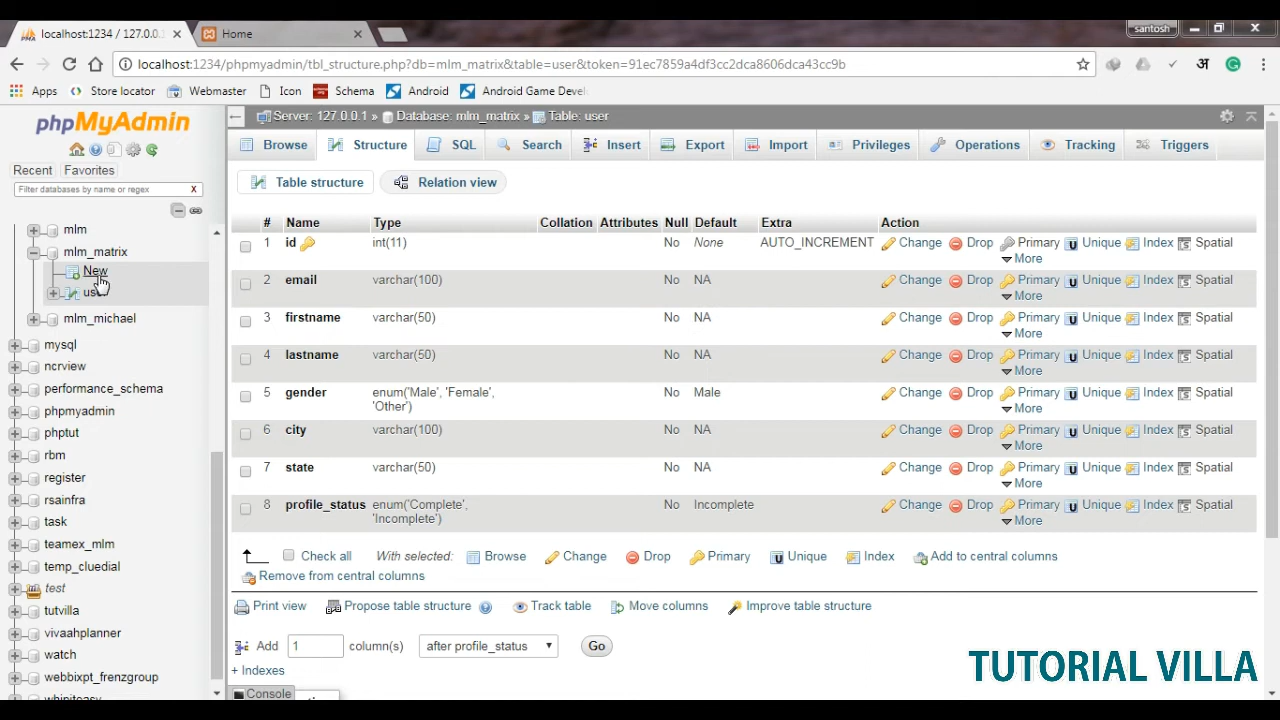 localhost:1234 / 127.0.0.1
Home
santosh
localhost:1234/phpmyadmin/tbl_structure.php?db=mlm_matrix&table=user&token=91ec7859a4df3cc2dca8606dca43cc9b
Apps Store locator Webmaster Icon Schema Android Android Game Deve
phpMyAdmin
Recent Favorites
Filter databases by name or regex X
mlm
mlm_matrix
New
mlm_michael
mysql
ncrview
performance_schema
phpmyadmin
phptut
rbm
register
rsainfra
task
teamex_mlm
temp_cluedial
test
tutvilla
vivaahplanner
watch
webbixpt_frenzgroup
Server: 127.0.0.1 » Database: mlm_matrix » Table: user
Browse Structure SQL Search Insert Export Import Privileges Operations Tracking Triggers
Table structure Relation view
# Name Type Collation Attributes Null Default Extra Action
1 id int(11) No None AUTO_INCREMENT Change Drop Primary Unique Index Spatial
More
2 email varchar(100) No NA Change Drop Primary Unique Index Spatial
More
3 firstname varchar(50) No NA Change Drop Primary Unique Index Spatial
More
4 lastname varchar(50) No NA Change Drop Primary Unique Index Spatial
More
5 gender enum('Male', 'Female', No Male Change Drop Primary Unique Index Spatial
'Other') More
6 city varchar(100) No NA Change Drop Primary Unique Index Spatial
More
7 state varchar(50) No NA Change Drop Primary Unique Index Spatial
More
8 profile_status enum('Complete', No Incomplete Change Drop Primary Unique Index Spatial
'Incomplete') More
Check all With selected: Browse Change Drop Primary Unique Index Add to central columns
Remove from central columns
Print view Propose table structure Track table Move columns Improve table structure
Add 1 column(s) after profile_status Go
+ Indexes
Console
TUTORIAL VILLA